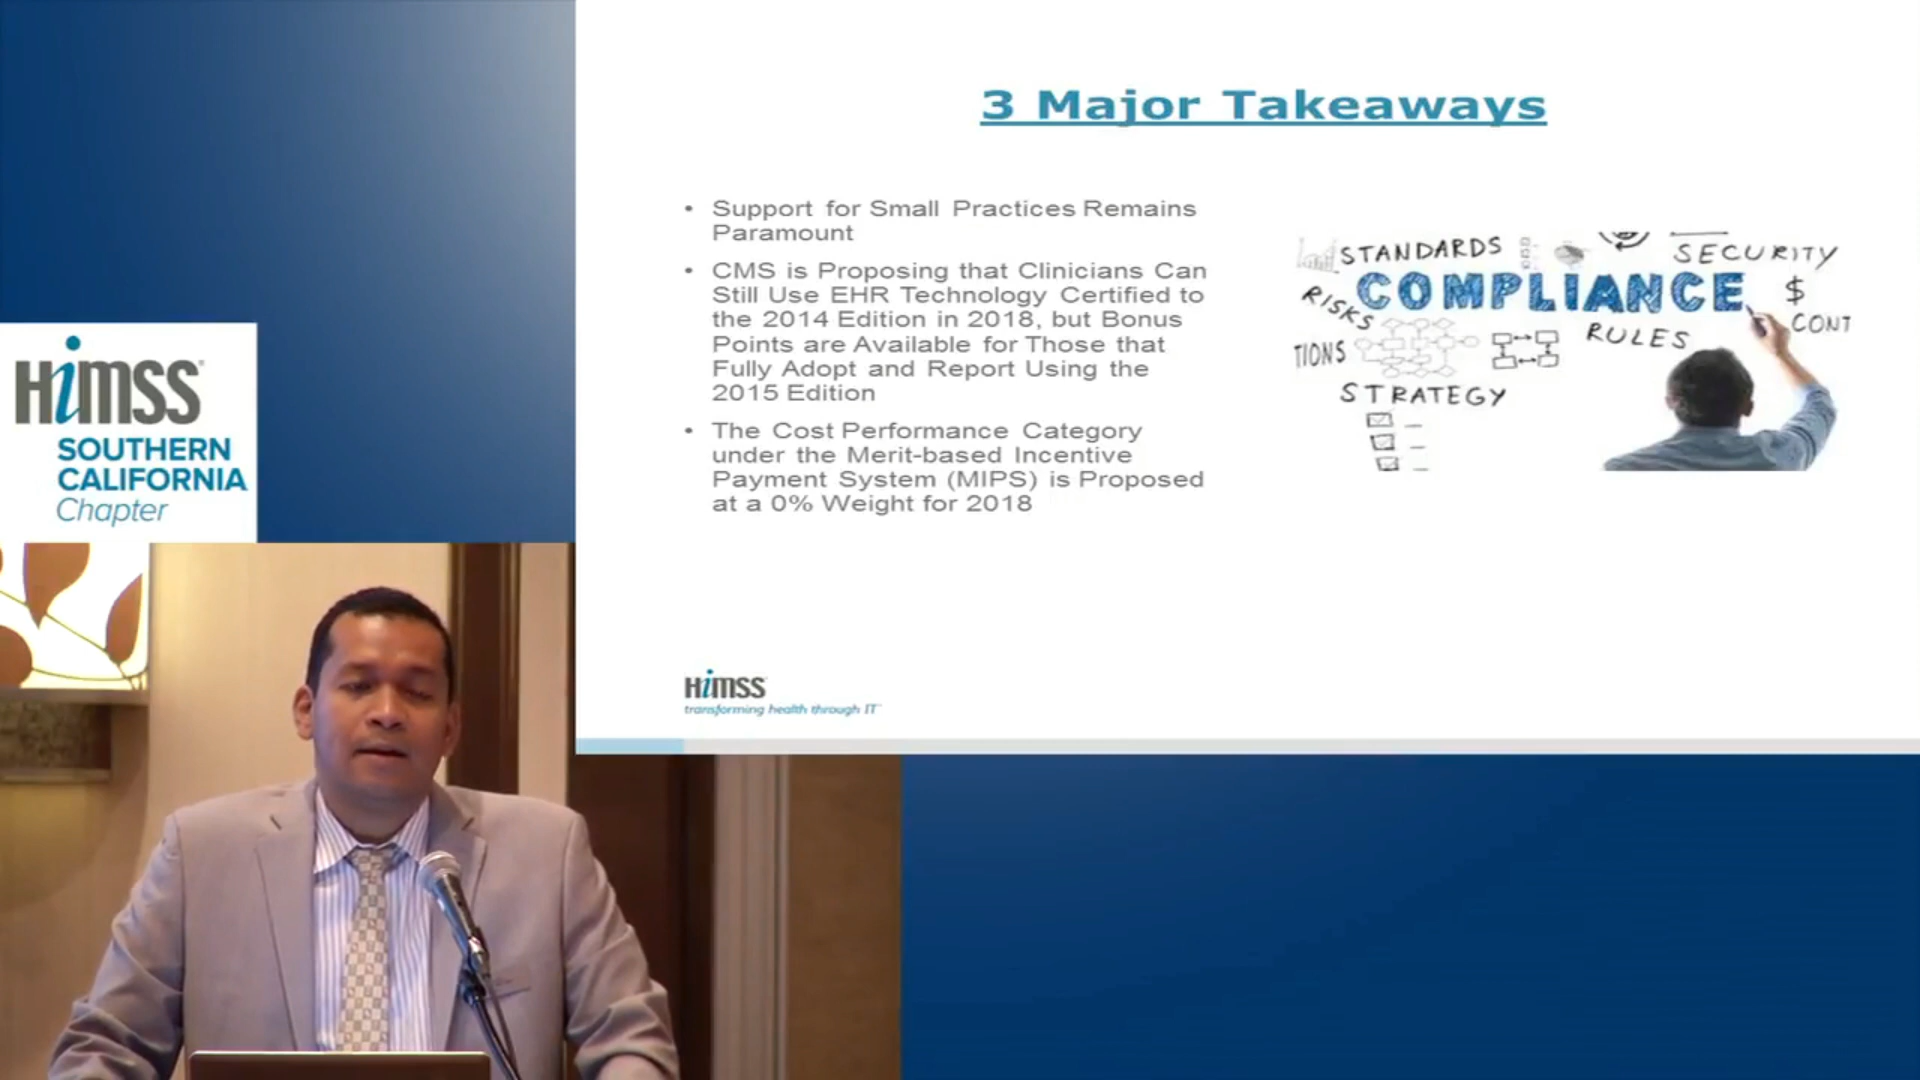 3 Major Takeaways
• Support for Small Practices Remains
Paramount
• CMS is Proposing that Clinicians Can
Still Use EHR Technology Certified to
the 2014 Edition in 2018, but Bonus
Points are Available for Those that
Fully Adopt and Report Using the
2015 Edition
• The Cost Performance Category
under the Merit-based Incentive
Payment System (MIPS) is Proposed
at a 0% Weight for 2018
STANDARDS
SECURITY
COMPLIANCE
$
RISKS
CONT
RULES
TIONS
STRATEGY
HiMSS
SOUTHERN
CALIFORNIA
Chapter
HiMSS
transforming health through IT